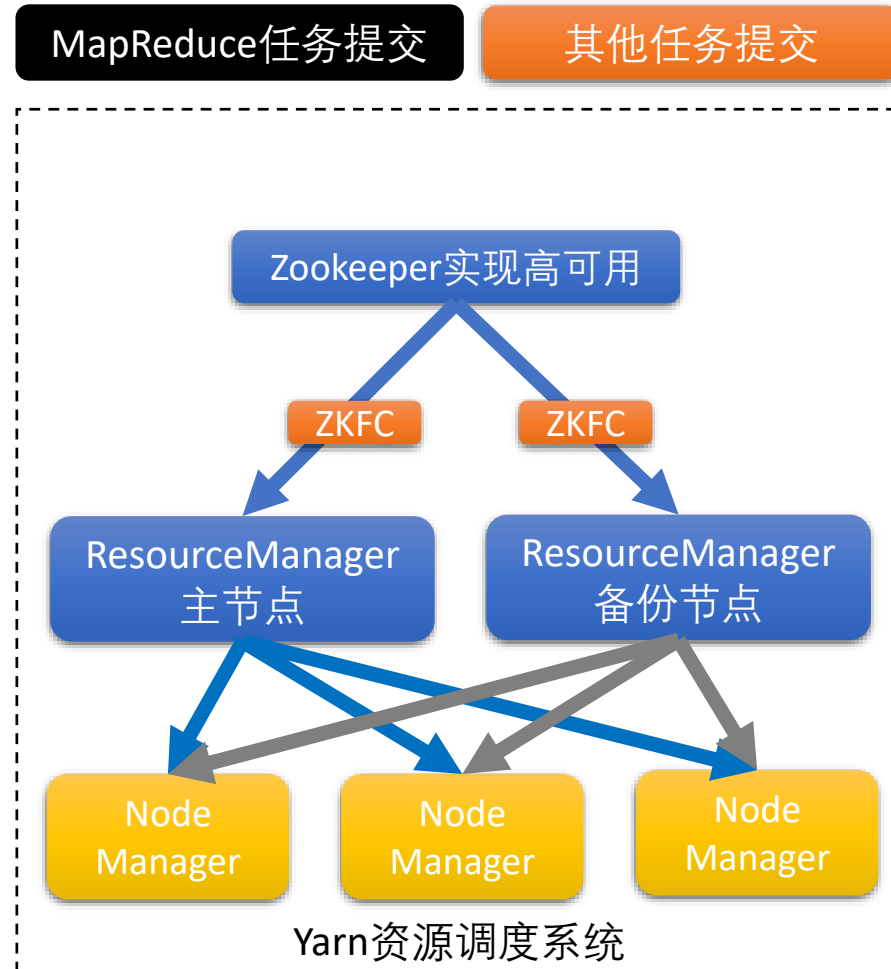 MapReduce任务提交
其他任务提交
Zookeeper实现高可用
ZKFC
ZKFC
ResourceManager
主节点
ResourceManager
备份节点
Node
Manager
Node
Manager
Node
Manager
Yarn资源调度系统